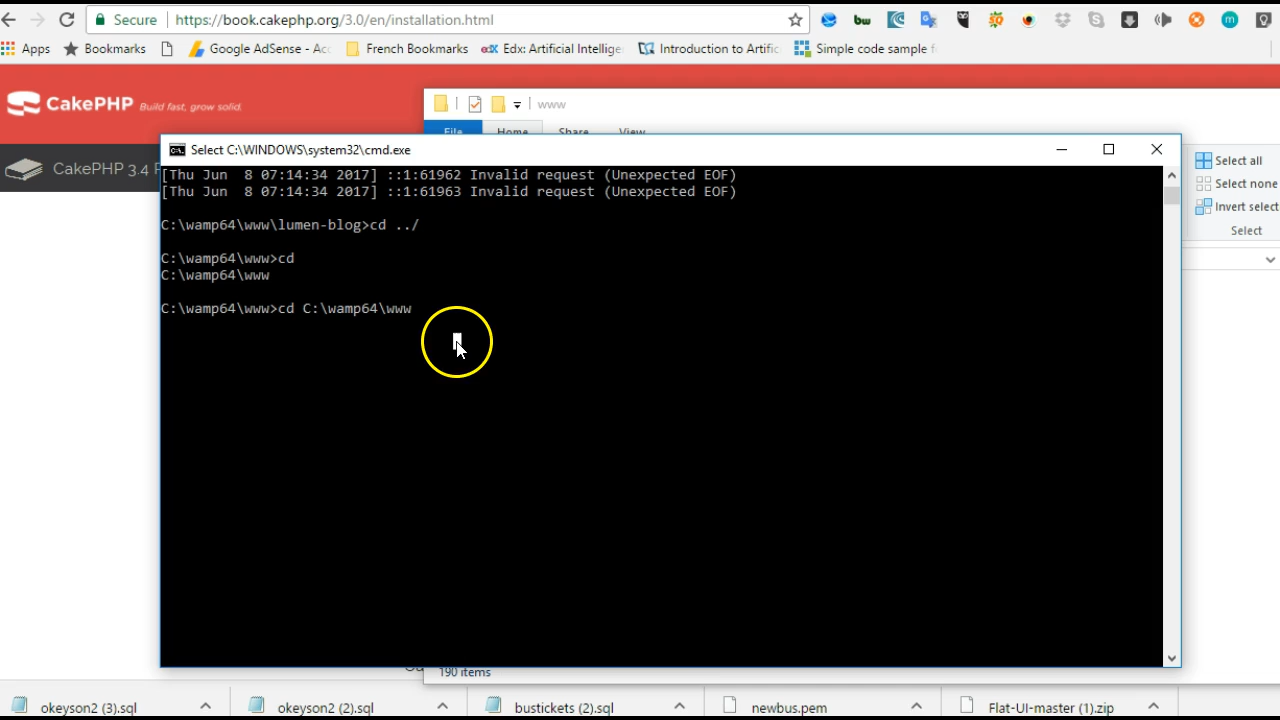 Secure
https://book.cakephp.org/3.0/en/installation.html
Apps
Bookmarks
Google AdSense - Acc
French Bookmarks
edX
Edx: Artificial Intellige
Introduction to Artific
Simple code sample f
CakePHP Build fast, grow solid.
www
File Home Share View
CakePHP 3.4
Select C:\WINDOWS\system32\cmd.exe
Select all
Select none
Invert select
Select
[Thu Jun  8 07:14:34 2017] ::1:61962 Invalid request (Unexpected EOF)
[Thu Jun  8 07:14:34 2017] ::1:61963 Invalid request (Unexpected EOF)
C:\wamp64\www\lumen-blog>cd ../
C:\wamp64\www>cd
C:\wamp64\www
C:\wamp64\www>cd C:\wamp64\www
190 items
okeyson2 (3).sql
okeyson2 (2).sql
bustickets (2).sql
newbus.pem
Flat-UI-master (1).zip